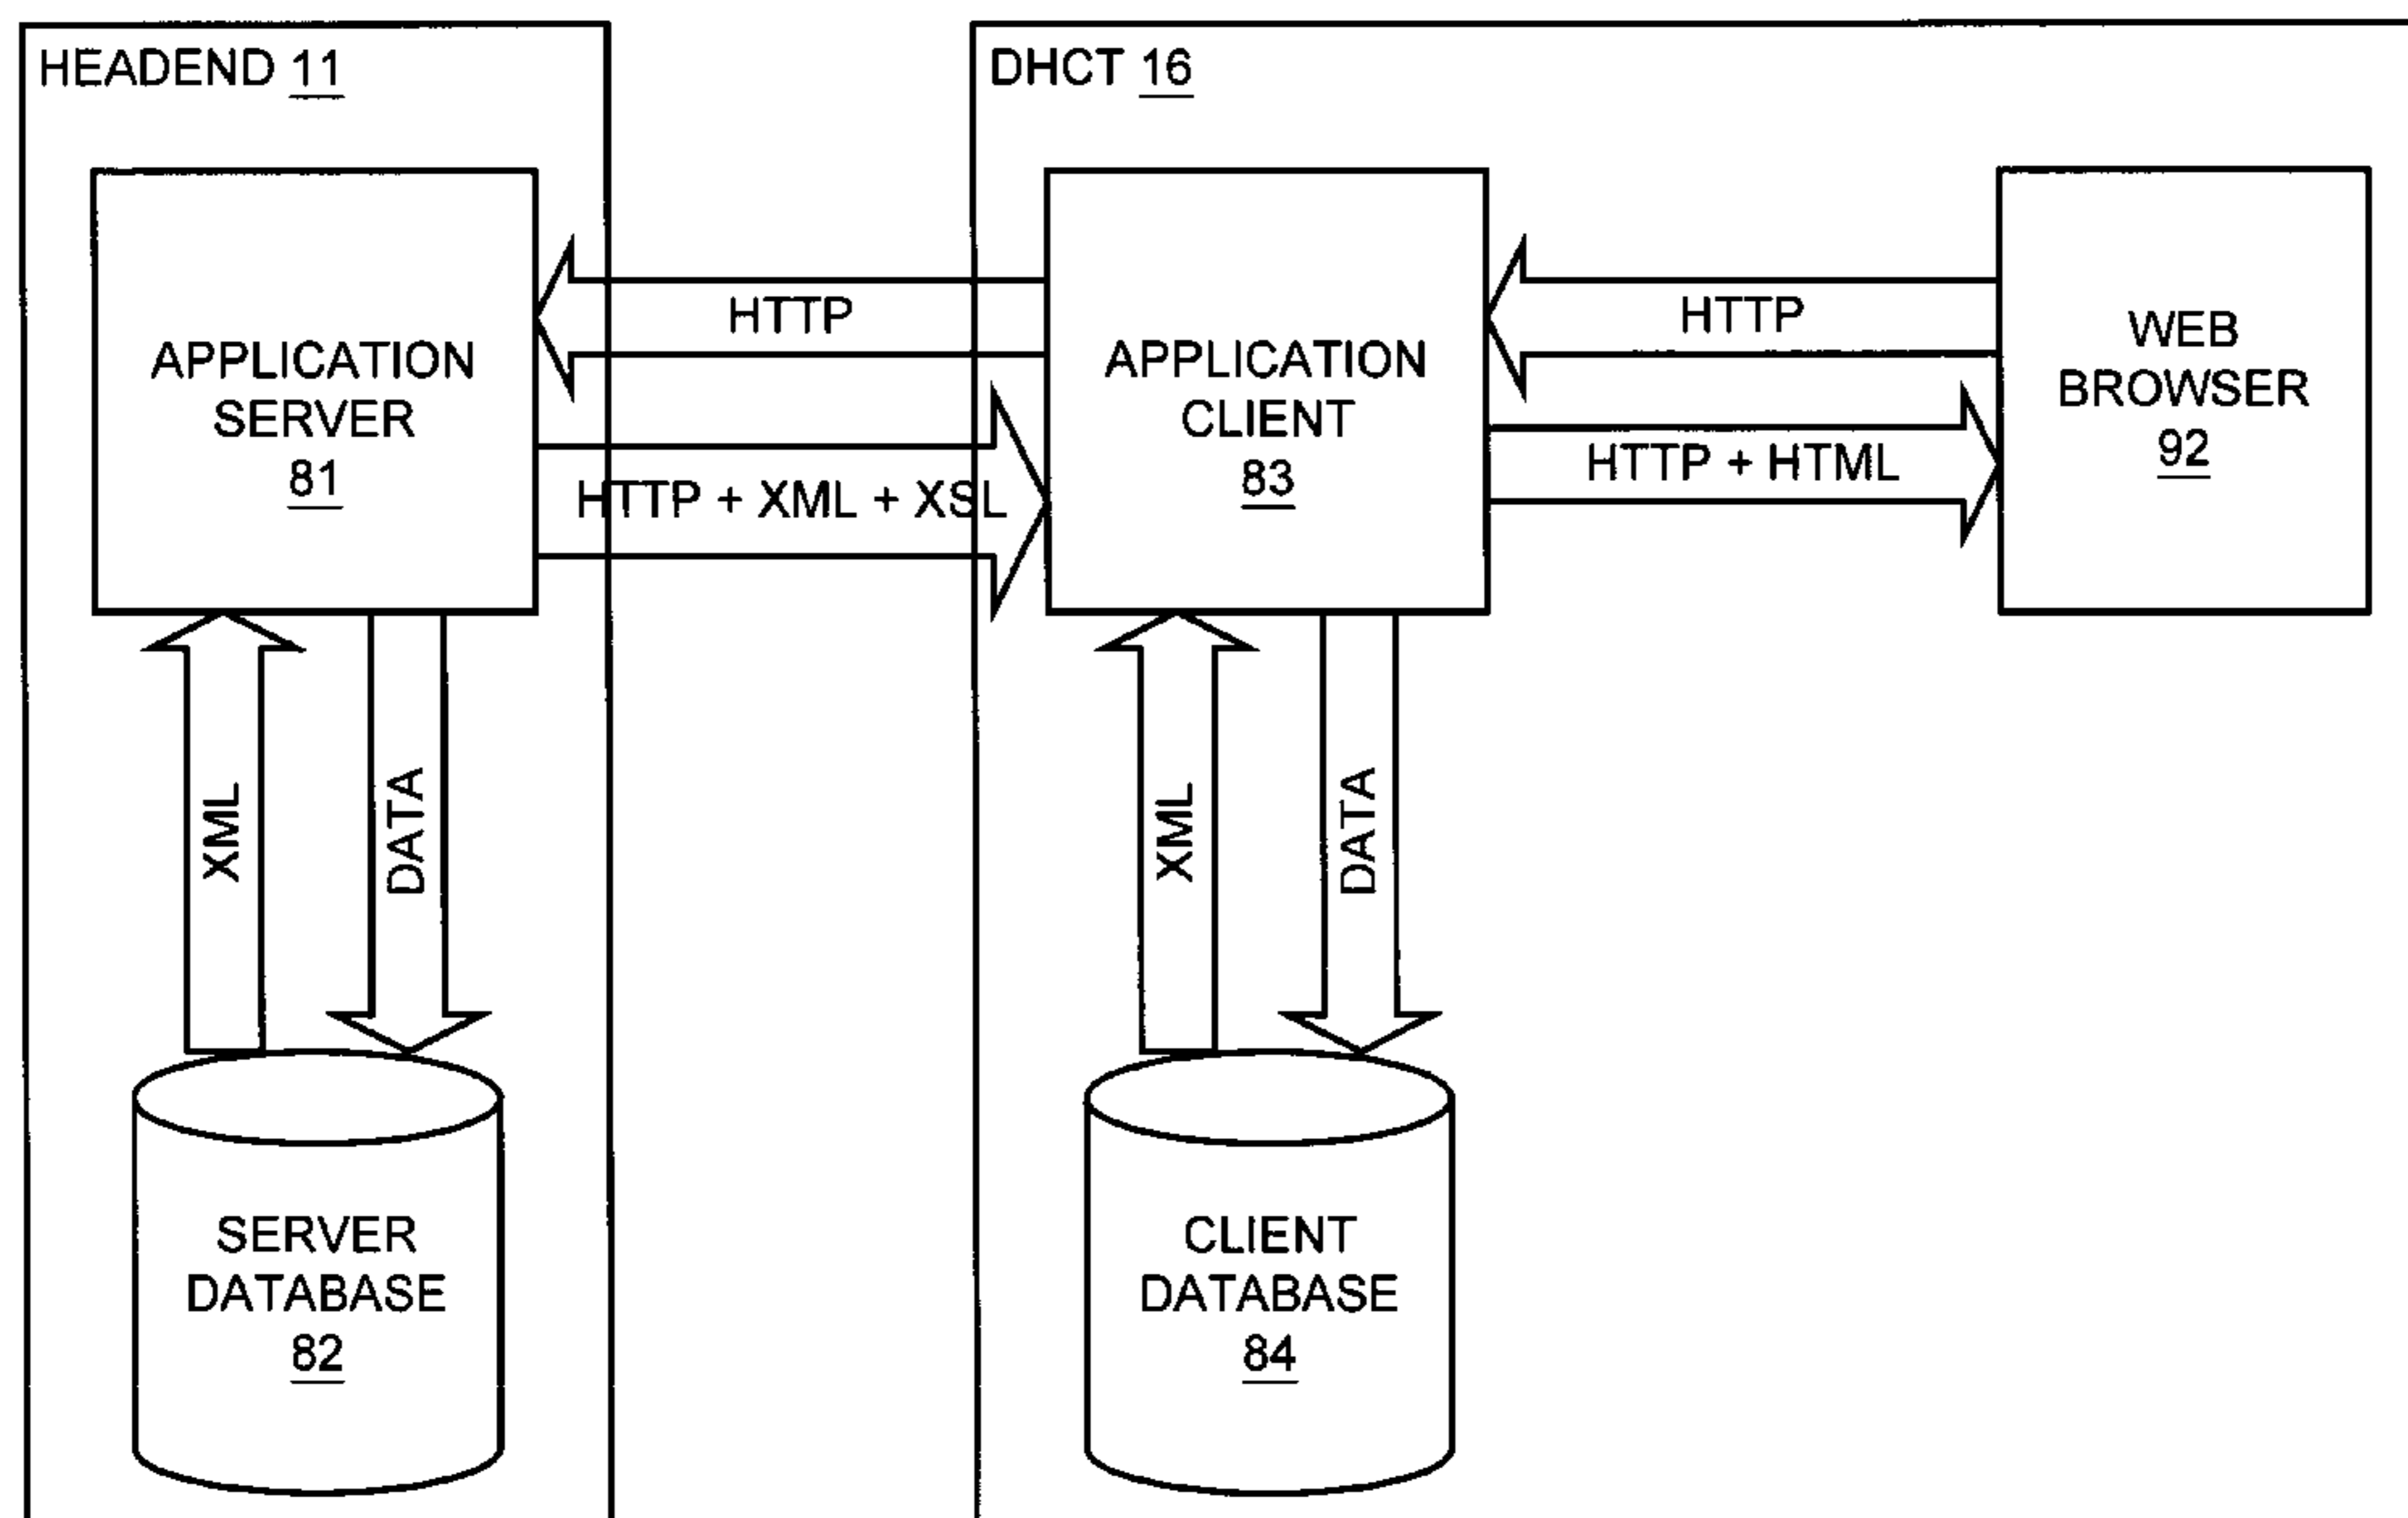 HEADEND 11
DHCT 16
APPLICATION
SERVER
81
HTTP
HTTP + XML + XSL
APPLICATION
CLIENT
83
HTTP
HTTP + HTML
WEB
BROWSER
92
XML
DATA
XML
DATA
SERVER
DATABASE
82
CLIENT
DATABASE
84